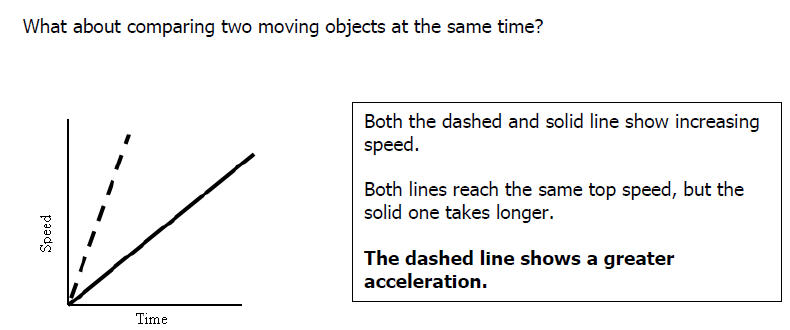 What about comparing two moving objects at the same time?
Both the dashed and solid line show increasing
speed.
Both lines reach the same top speed, but the
solid one takes longer.
The dashed line shows a greater
acceleration.
Speed
Time